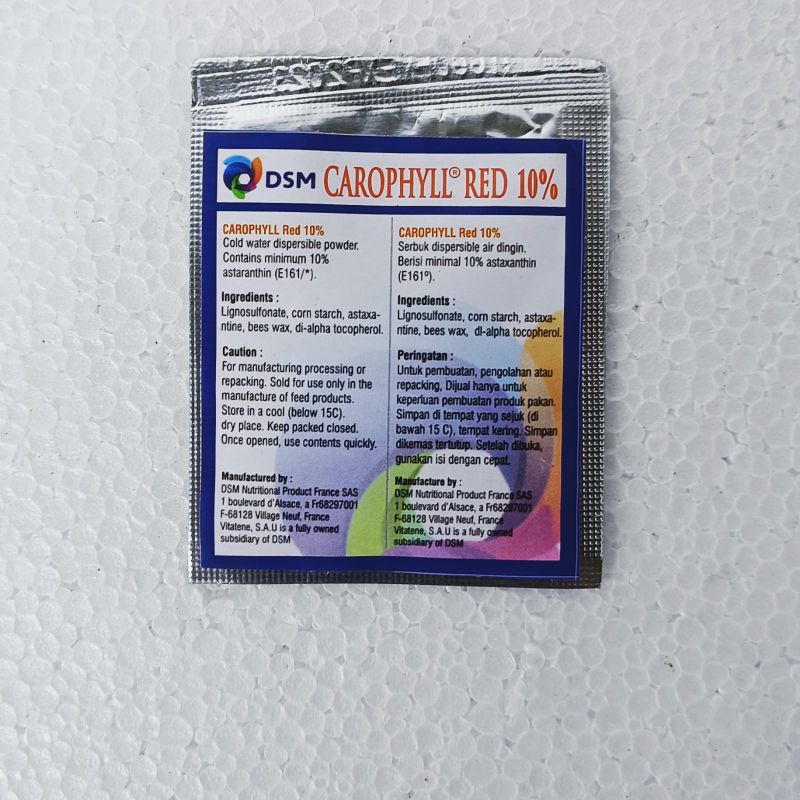 DSM CAROPHYLL® RED 10%
CAROPHYLL Red 10%
Cold water dispersible powder.
Contains minimum 10%
astaranthin (E161/*).
Ingredients :
Lignosulfonate, corn starch, astaxa-
ntine, bees wax, di-alpha tocopherol.
Caution :
For manufacturing processing or
repacking. Sold for use only in the
manufacture of feed products.
Store in a cool (below 15C).
dry place. Keep packed closed.
Once opened, use contents quickly.
Manufactured by :
DSM Nutritional Product France SAS
1 boulevard d'Alsace, a Fr68297001
F-68128 Village Neuf, France
Vitatene, S.A.U is a fully owned
subsidiary of DSM
CAROPHYLL Red 10%
Serbuk dispersible air dingin.
Berisi minimal 10% astaxanthin
(E161º).
Ingredients :
Lignosulfonate, corn starch, astaxa-
ntine, bees wax, dl-alpha tocopherol.
Peringatan :
Untuk pembuatan, pengolahan atau
repacking, Dijual hanya untuk
keperluan pembuatan produk pakan.
Simpan di tempat yang sejuk (di
bawah 15 C), tempat kering. Simpan
dikemas tertutup. Setelah dibuka,
gunakan isi dengan cepat.
Manufacture by :
DSM Nutritional Product France SAS
1 boulevard d'Alsace, a Fr68297001
F-68128 Village Neuf, France
Vitatene, S.A.U is a fully owned
subsidiary of DSM